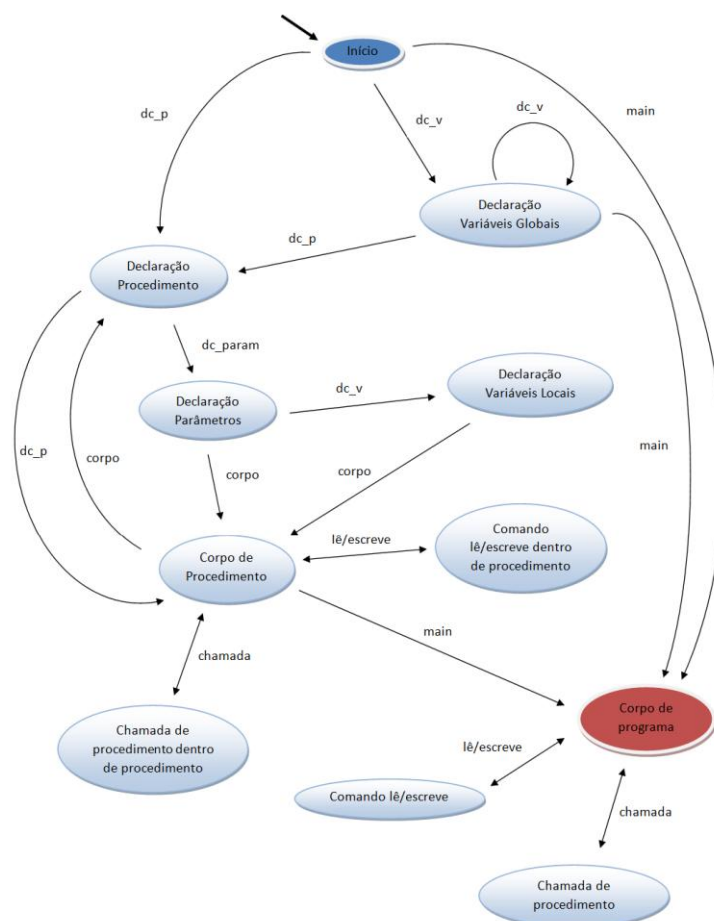 Início
dc_p
dc_v
dc_v
main
Declaração
Variáveis Globais
dc_p
Declaração
Procedimento
dc_param
Declaração
Parâmetros
dc_v
Declaração
Variáveis Locais
main
dc_p
corpo
corpo
corpo
Corpo de
Procedimento
lê/escreve
Comando
lê/escreve dentro
de procedimento
main
chamada
Chamada de
procedimento dentro
de procedimento
Corpo de
programa
lê/escreve
Comando lê/escreve
chamada
Chamada de
procedimento